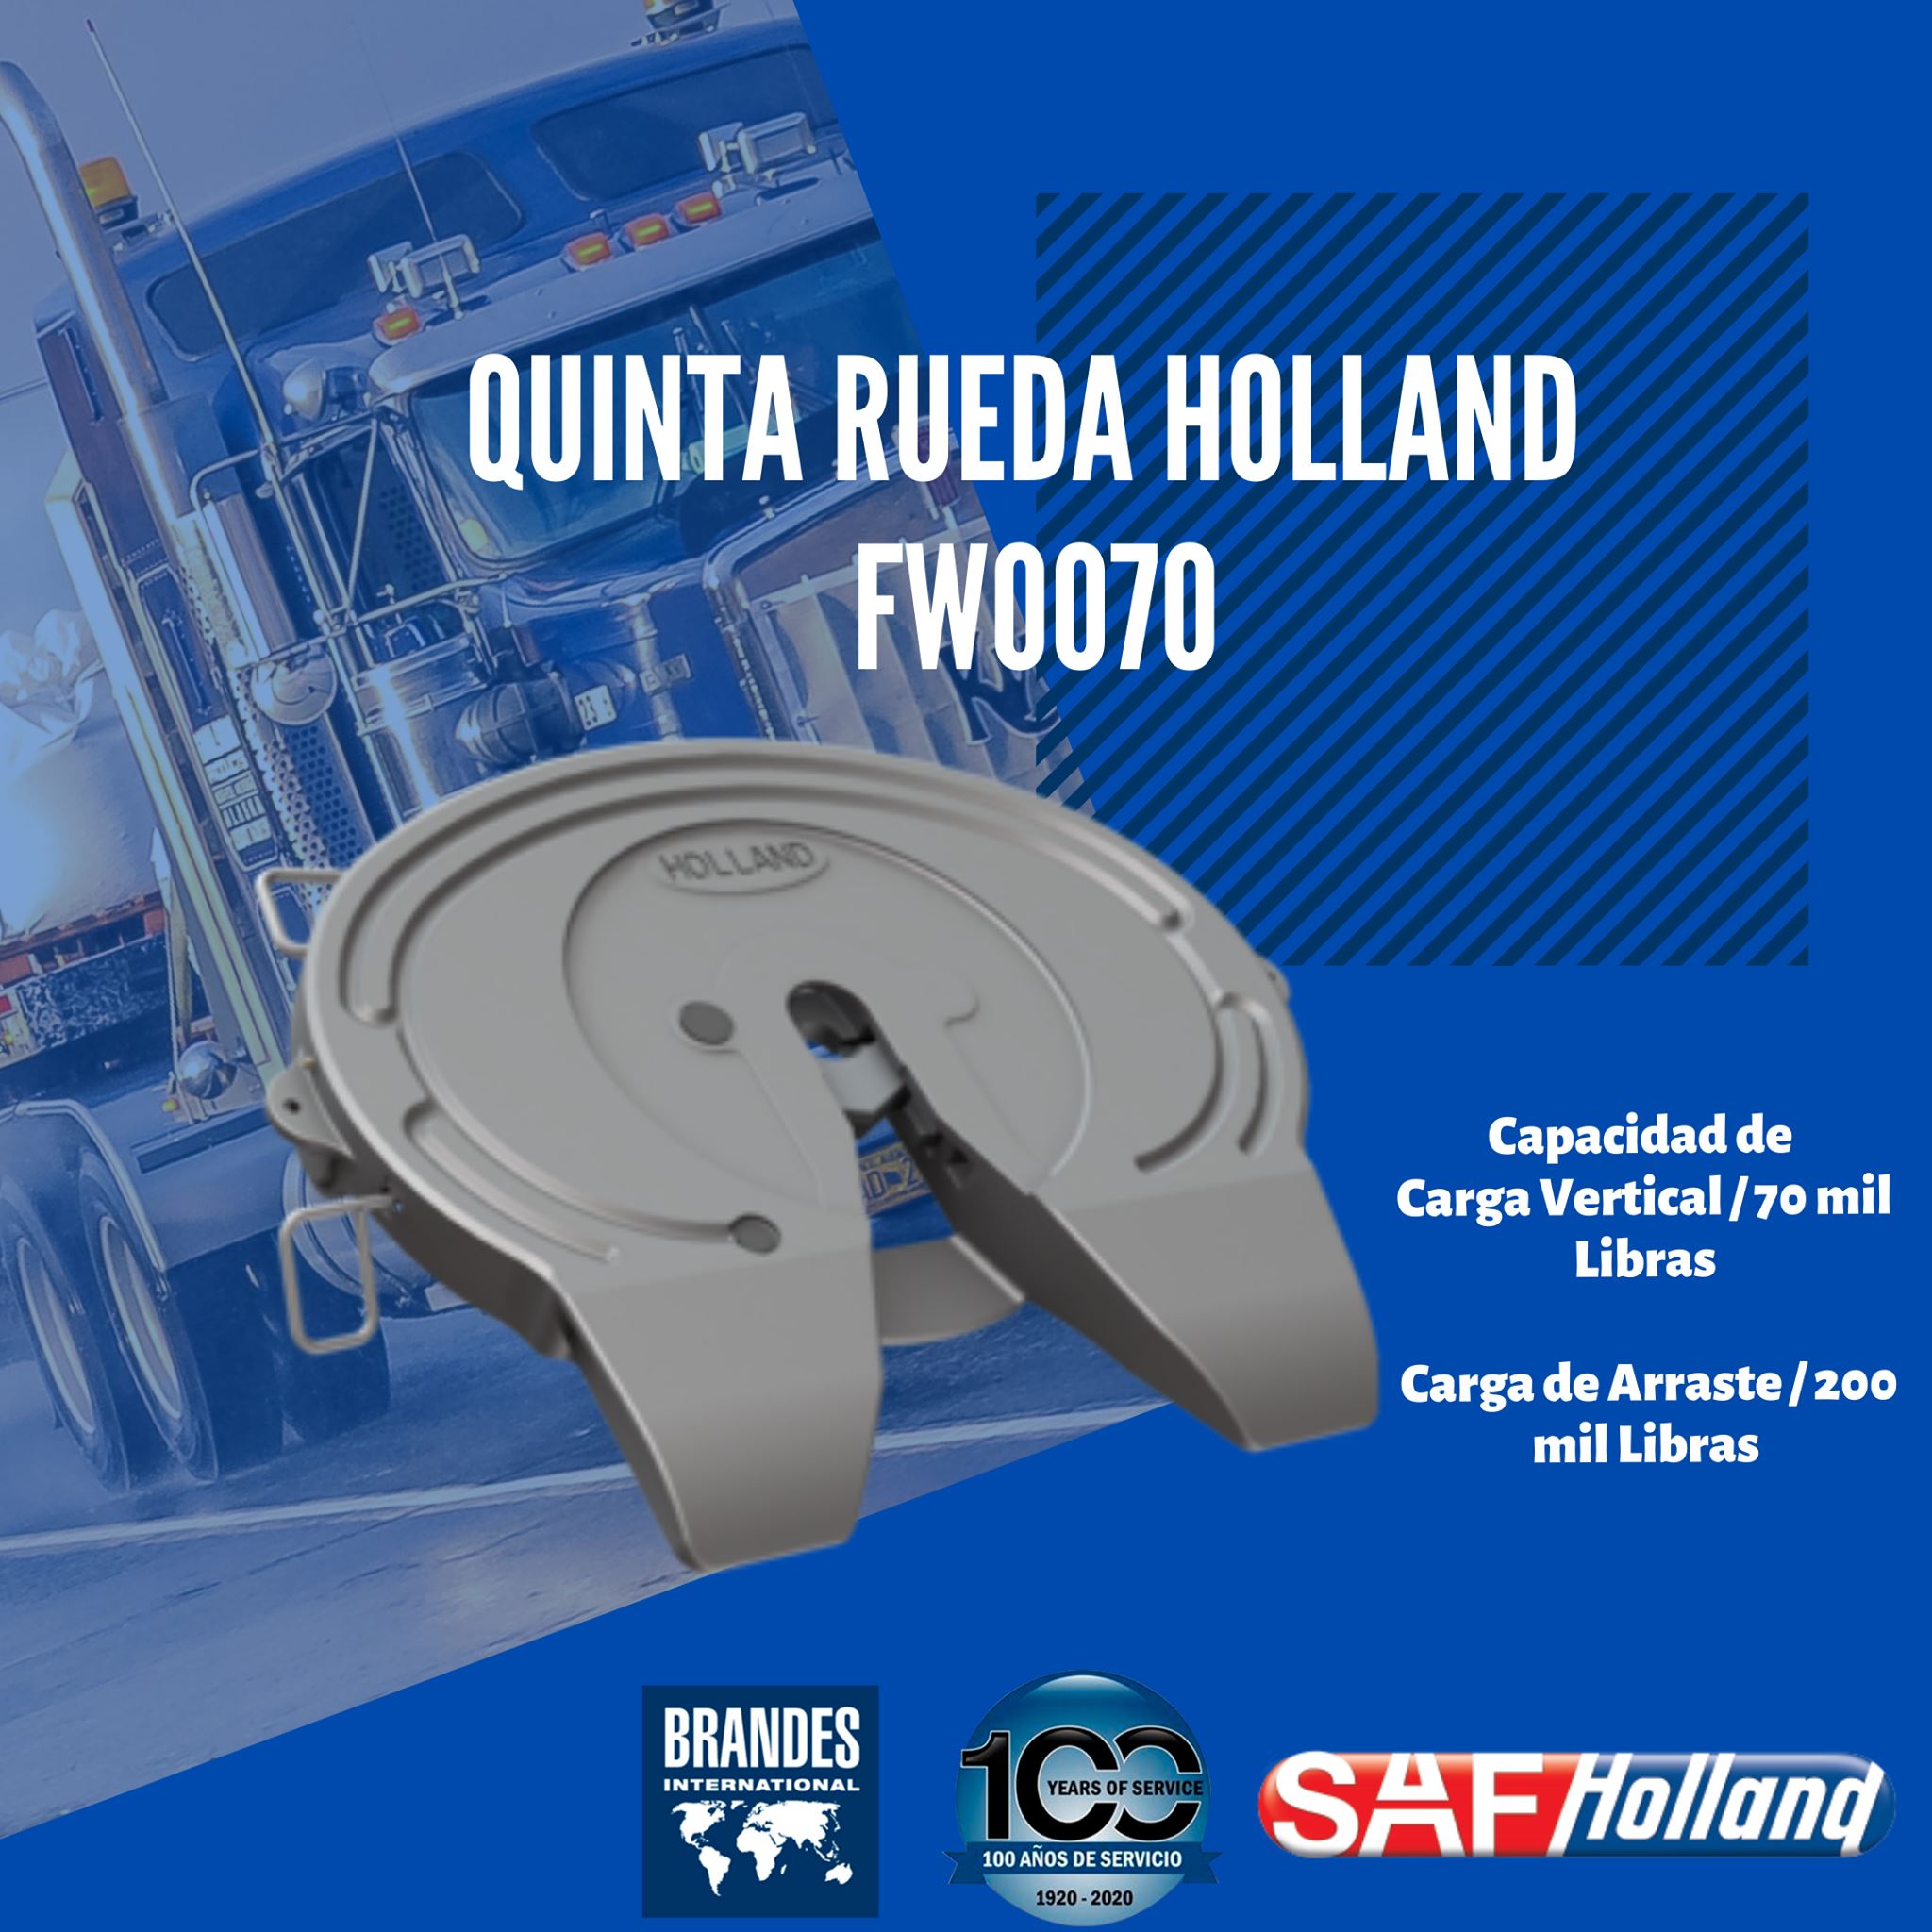 QUINTA RUEDA HOLLAND
FW0070
HOLLAND
Capacidad de
Carga Vertical / 70 mil
Libras
Carga de Arraste / 200
mil Libras
BRANDES
INTERNATIONAL
100
YEARS OF SERVICE
100 AÑOS DE SERVICIO
1920 - 2020
SAF Holland